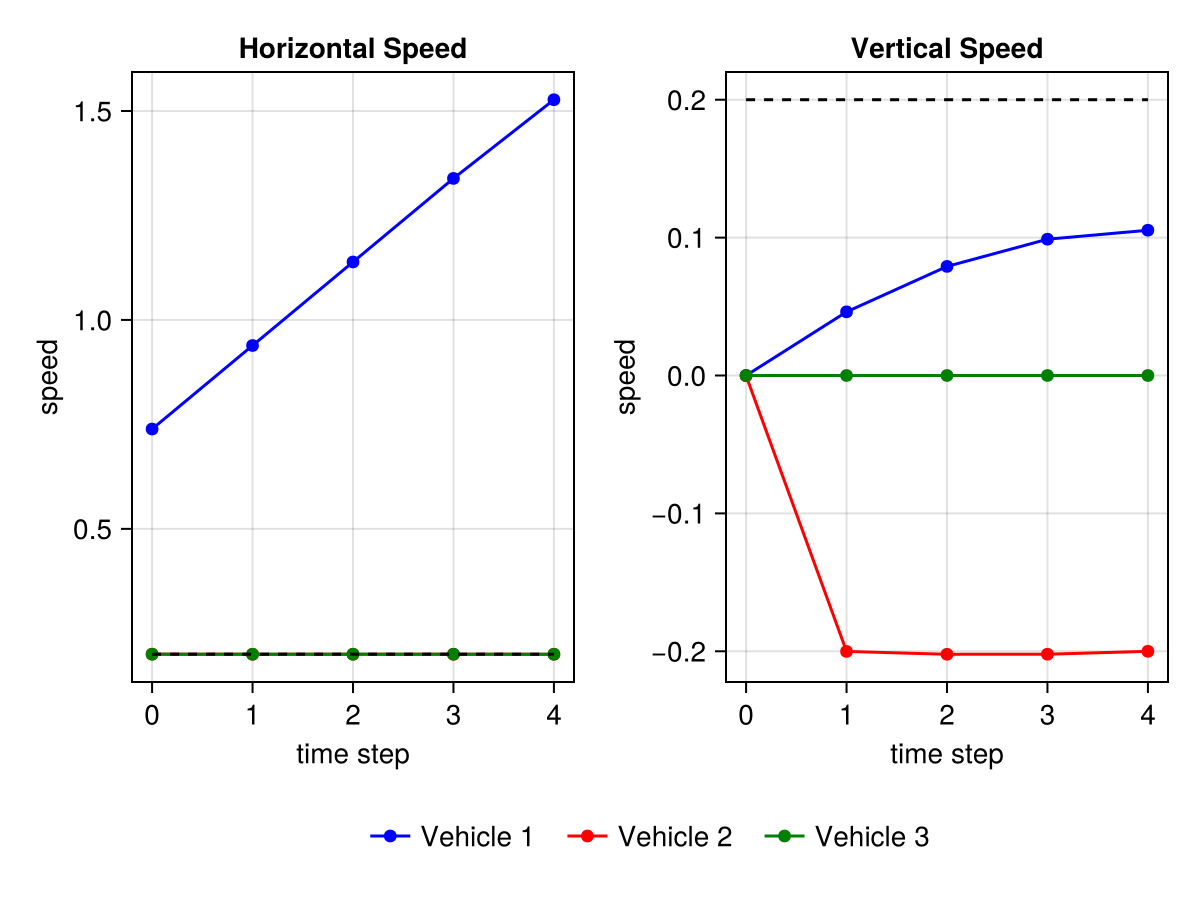 Horizontal Speed
1.5
1.0
0.5
speed
0 1 2 3 4
time step
Vertical Speed
0.2
0.1
0.0
−0.1
−0.2
speed
0 1 2 3 4
time step
Vehicle 1 Vehicle 2 Vehicle 3